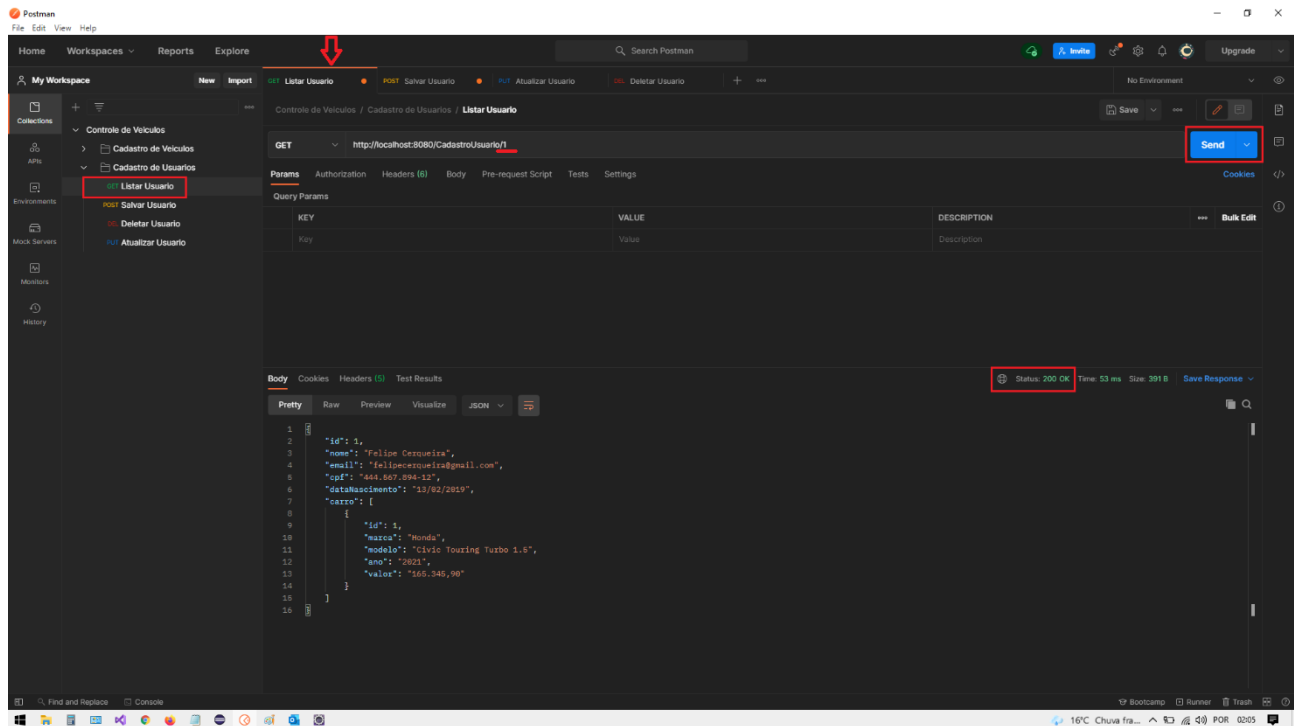 Postman
File Edit View Help
Home Workspaces Reports Explore Search Postman Invite Upgrade
My Workspace New Import GET Listar Usuario POST Salvar Usuario PUT Atualizar Usuario DEL Deletar Usuario No Environment
Collections
APIs
Environments
Mock Servers
Monitors
History
Controle de Veiculos
Cadastro de Veiculos
Cadastro de Usuarios
GET Listar Usuario
POST Salvar Usuario
DEL Deletar Usuario
PUT Atualizar Usuario
Controle de Veiculos / Cadastro de Usuarios / Listar Usuario Save
GET http://localhost:8080/CadastroUsuario/1 Send
Params Authorization Headers (6) Body Pre-request Script Tests Settings Cookies
Query Params
KEY VALUE DESCRIPTION Bulk Edit
Key Value Description
Body Cookies Headers (5) Test Results Status: 200 OK Time: 53 ms Size: 391 B Save Response
Pretty Raw Preview Visualize JSON
1 {
2 "id": 1,
3 "nome": "Felipe Cerqueira",
4 "email": "felipecerqueira@gmail.com",
5 "cpf": "444.567.894-12",
6 "dataNascimento": "13/02/2019",
7 "carro": [
8 {
9 "id": 1,
10 "marca": "Honda",
11 "modelo": "Civic Touring Turbo 1.5",
12 "ano": "2021",
13 "valor": "165.345,90"
14 }
15 ]
16 }
Find and Replace Console Bootcamp Runner Trash
16°C Chuva fra... POR 02:05